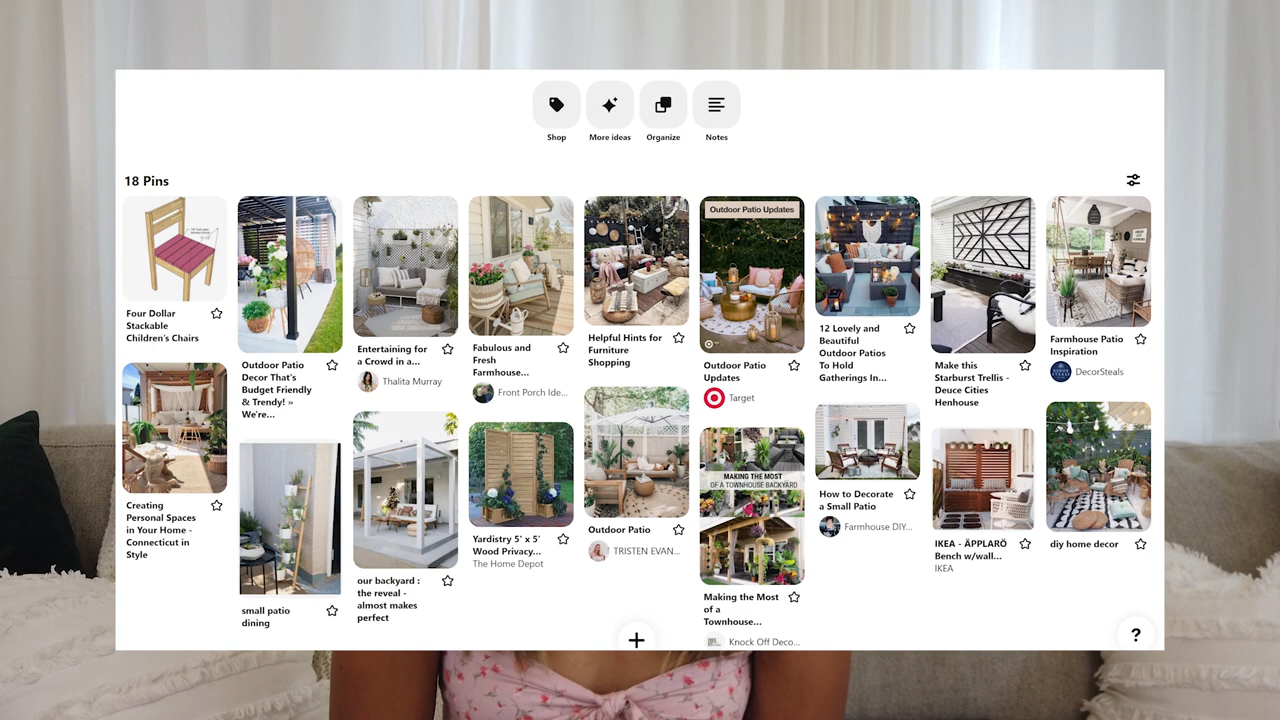 Shop
More ideas
Organize
Notes
18 Pins
Four Dollar
Stackable
Children's Chairs
Creating
Personal Spaces
in Your Home -
Connecticut in
Style
Outdoor Patio
Decor That's
Budget Friendly
& Trendy! »
We're...
small patio
dining
Entertaining for
a Crowd in a...
Thalita Murray
our backyard :
the reveal -
almost makes
perfect
Fabulous and
Fresh
Farmhouse...
Front Porch Ide...
Yardistry 5' x 5'
Wood Privacy...
The Home Depot
Helpful Hints for
Furniture
Shopping
Outdoor Patio
TRISTEN EVAN...
Outdoor Patio Updates
Outdoor Patio
Updates
Target
MAKING THE MOST
OF A TOWNHOUSE BACKYARD
Making the Most
of a
Townhouse...
Knock Off Deco...
12 Lovely and
Beautiful
Outdoor Patios
To Hold
Gatherings In...
How to Decorate
a Small Patio
Farmhouse DIY...
Make this
Starburst Trellis -
Deuce Cities
Henhouse
IKEA - ÄPPLARÖ
Bench w/wall...
IKEA
Farmhouse Patio
Inspiration
DecorSteals
diy home decor
?